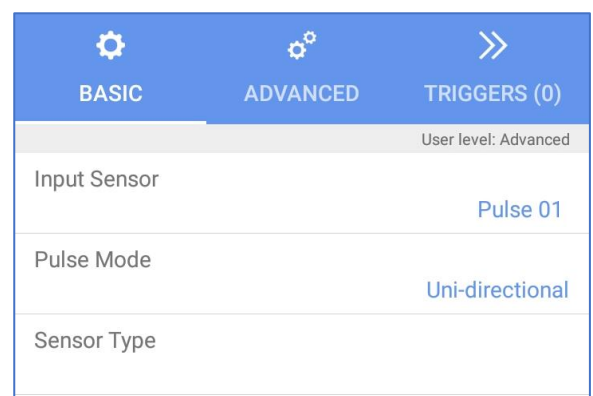 BASIC ADVANCED TRIGGERS (0)
User level: Advanced
Input Sensor
Pulse 01
Pulse Mode
Uni-directional
Sensor Type